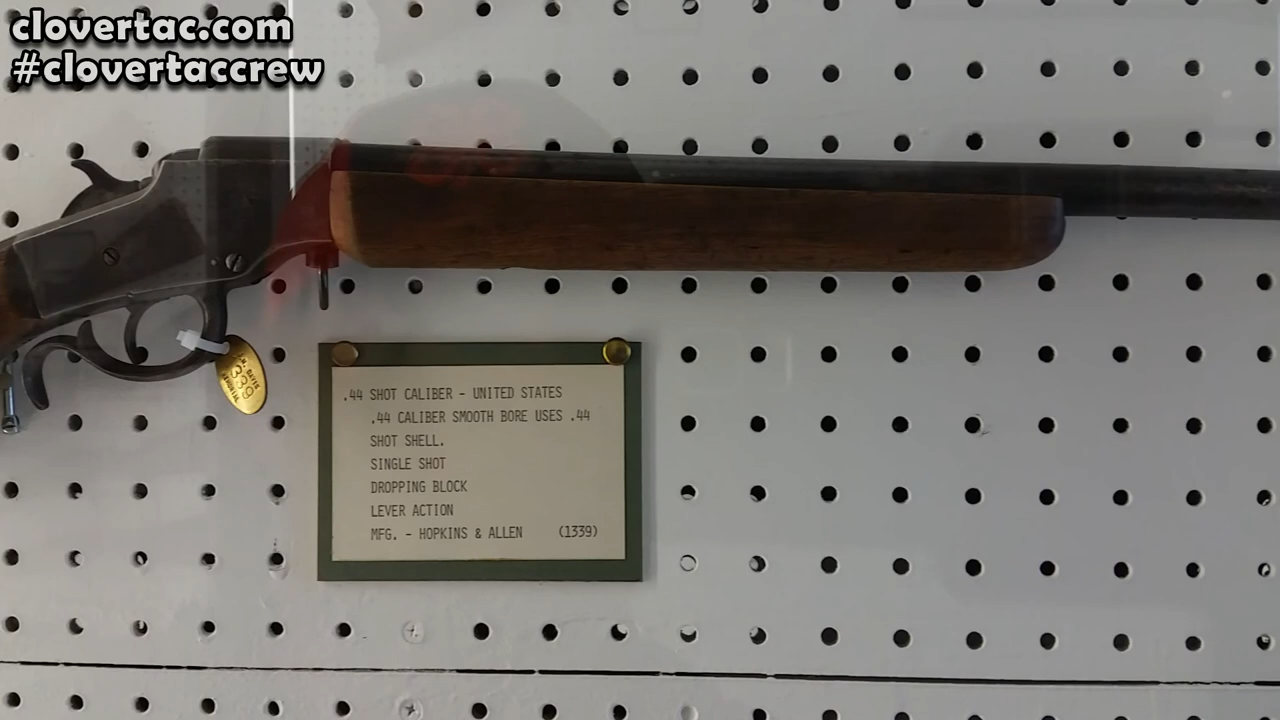 clovertac.com
#clovertaccrew
.44 SHOT CALIBER - UNITED STATES
.44 CALIBER SMOOTH BORE USES .44
SHOT SHELL.
SINGLE SHOT
DROPPING BLOCK
LEVER ACTION
MFG. - HOPKINS & ALLEN (1339)
1339